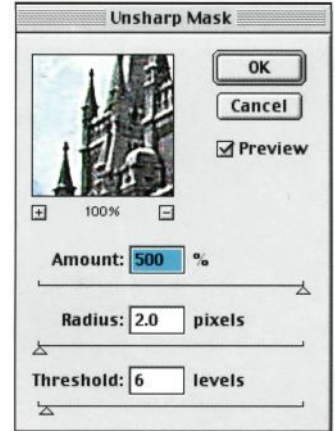 Unsharp Mask
OK
Cancel
Preview
100%
Amount: 500 %
Radius: 2.0 pixels
Threshold: 6 levels